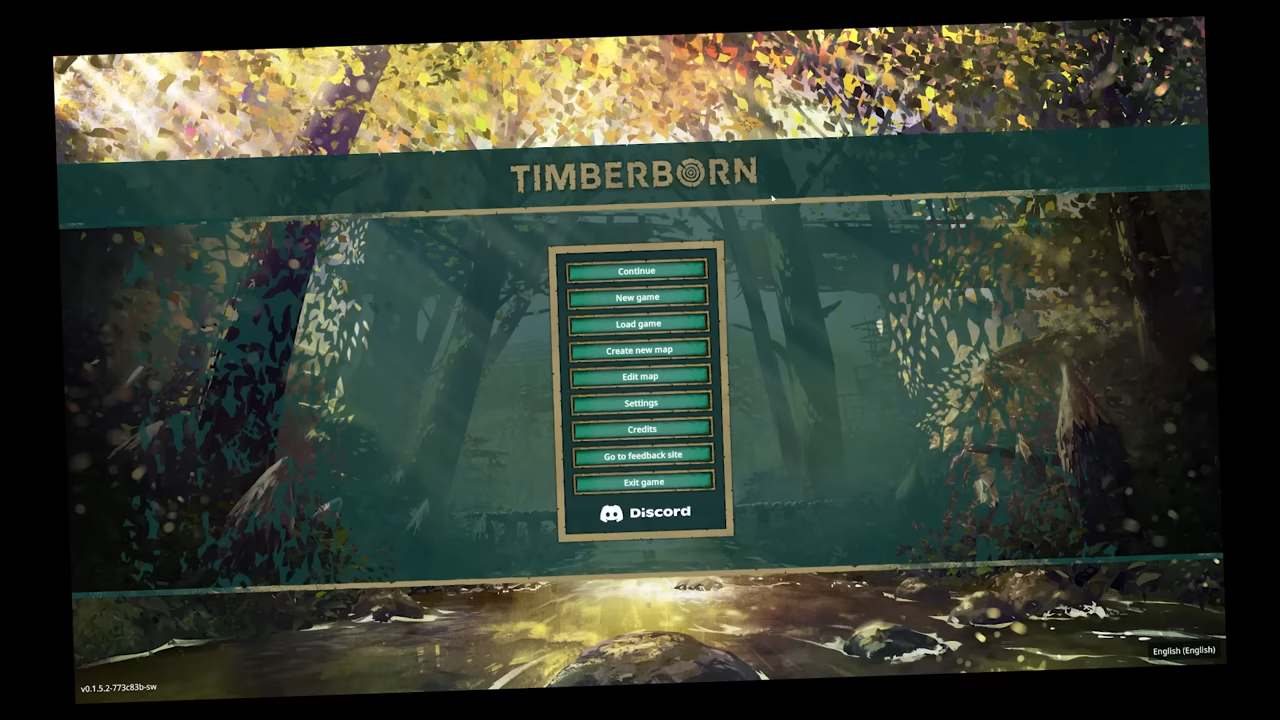 TIMBERBORN
Continue
New game
Load game
Create new map
Edit map
Settings
Credits
Go to feedback site
Exit game
Discord
English (English)
v0.1.5.2-773c83b-sw